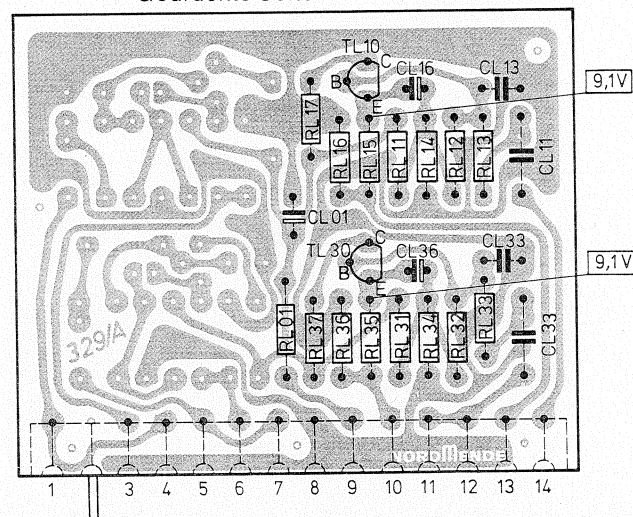 TL10
C
B
E
CL16
CL13
9,1V
RL17
RL16
RL15
RL11
RL14
RL12
RL13
CL11
CL01
TL30
C
B
E
CL36
CL33
9,1V
RL01
RL37
RL36
RL35
RL31
RL34
RL32
RL33
CL33
329/A
NORDMENDE
1 3 4 5 6 7 8 9 10 11 12 13 14